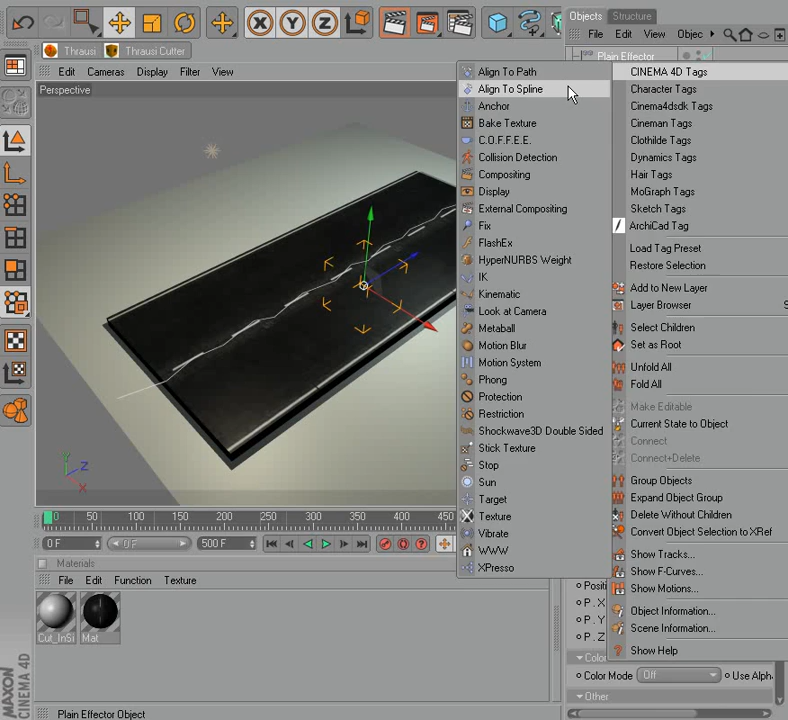 Objects Structure
File Edit View Objec
Thrausi Thrausi Cutter
Plain Effector
Edit Cameras Display Filter View
Perspective
Align To Path
Align To Spline
Anchor
Bake Texture
C.O.F.F.E.E.
Collision Detection
Compositing
Display
External Compositing
Fix
FlashEx
HyperNURBS Weight
IK
Kinematic
Look at Camera
Metaball
Motion Blur
Motion System
Phong
Protection
Restriction
Shockwave3D Double Sided
Stick Texture
Stop
Sun
Target
Texture
Vibrate
WWW
XPresso
CINEMA 4D Tags
Character Tags
Cinema4dsdk Tags
Cineman Tags
Clothilde Tags
Dynamics Tags
Hair Tags
MoGraph Tags
Sketch Tags
ArchiCad Tag
Load Tag Preset
Restore Selection
Add to New Layer
Layer Browser S
Select Children
Set as Root
Unfold All
Fold All
Make Editable
Current State to Object
Connect
Connect+Delete
Group Objects
Expand Object Group
Delete Without Children
Convert Object Selection to XRef
Show Tracks...
Show F-Curves...
Show Motions...
Object Information...
Scene Information...
Show Help
X Y Z
Y Z X
0 50 100 150 200 250 300 350 400 450
0 F 0 F 500 F
Materials
File Edit Function Texture
Cut_InSi Mat
Positi
P . X
P . Y
P . Z
Color
Color Mode Off Use Alph
Other
MAXON
CINEMA 4D
Plain Effector Object